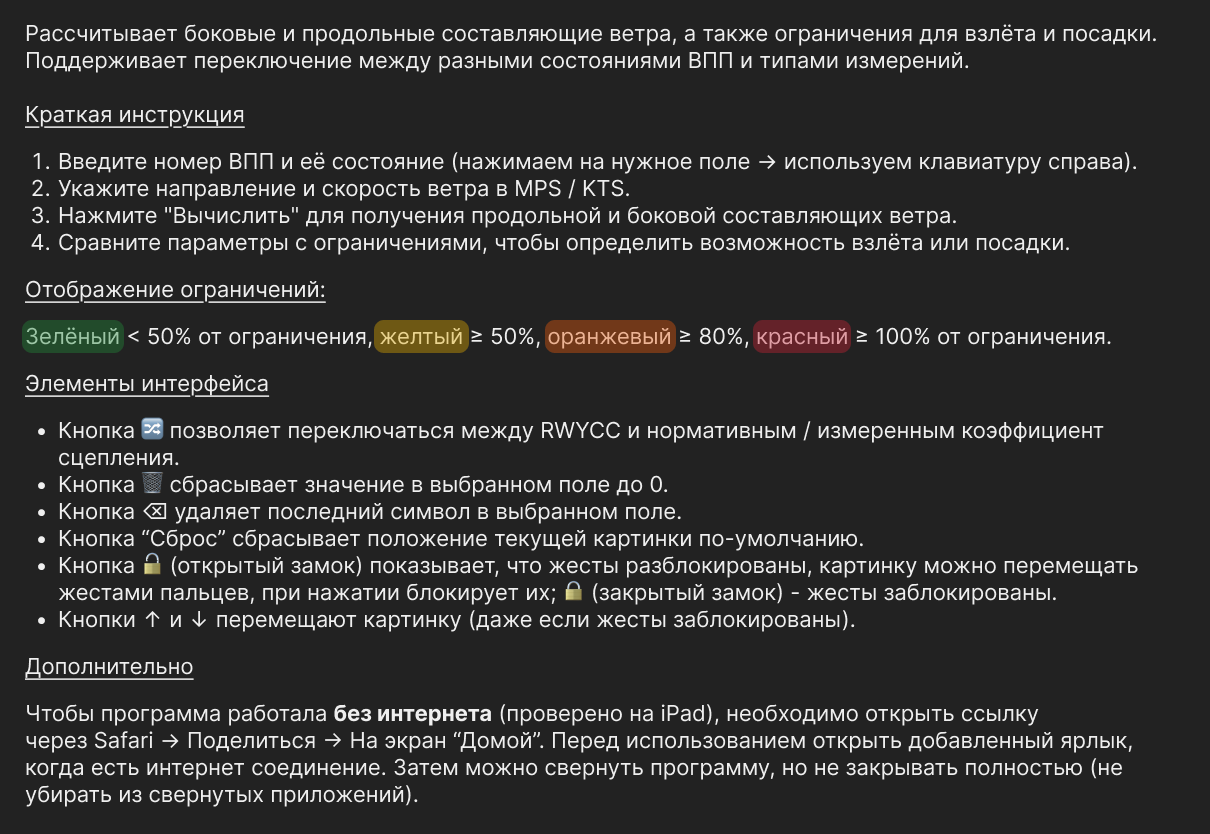 Рассчитывает боковые и продольные составляющие ветра, а также ограничения для взлёта и посадки.
Поддерживает переключение между разными состояниями ВПП и типами измерений.
Краткая инструкция
1. Введите номер ВПП и её состояние (нажимаем на нужное поле → используем клавиатуру справа).
2. Укажите направление и скорость ветра в MPS / KTS.
3. Нажмите "Вычислить" для получения продольной и боковой составляющих ветра.
4. Сравните параметры с ограничениями, чтобы определить возможность взлёта или посадки.
Отображение ограничений:
Зелёный < 50% от ограничения, желтый ≥ 50%, оранжевый ≥ 80%, красный ≥ 100% от ограничения.
Элементы интерфейса
• Кнопка 🔀 позволяет переключаться между RWYCC и нормативным / измеренным коэффициент
сцепления.
• Кнопка 🗑 сбрасывает значение в выбранном поле до 0.
• Кнопка ⌫ удаляет последний символ в выбранном поле.
• Кнопка “Сброс” сбрасывает положение текущей картинки по-умолчанию.
• Кнопка 🔓 (открытый замок) показывает, что жесты разблокированы, картинку можно перемещать
жестами пальцев, при нажатии блокирует их; 🔒 (закрытый замок) - жесты заблокированы.
• Кнопки ↑ и ↓ перемещают картинку (даже если жесты заблокированы).
Дополнительно
Чтобы программа работала без интернета (проверено на iPad), необходимо открыть ссылку
через Safari → Поделиться → На экран “Домой”. Перед использованием открыть добавленный ярлык,
когда есть интернет соединение. Затем можно свернуть программу, но не закрывать полностью (не
убирать из свернутых приложений).